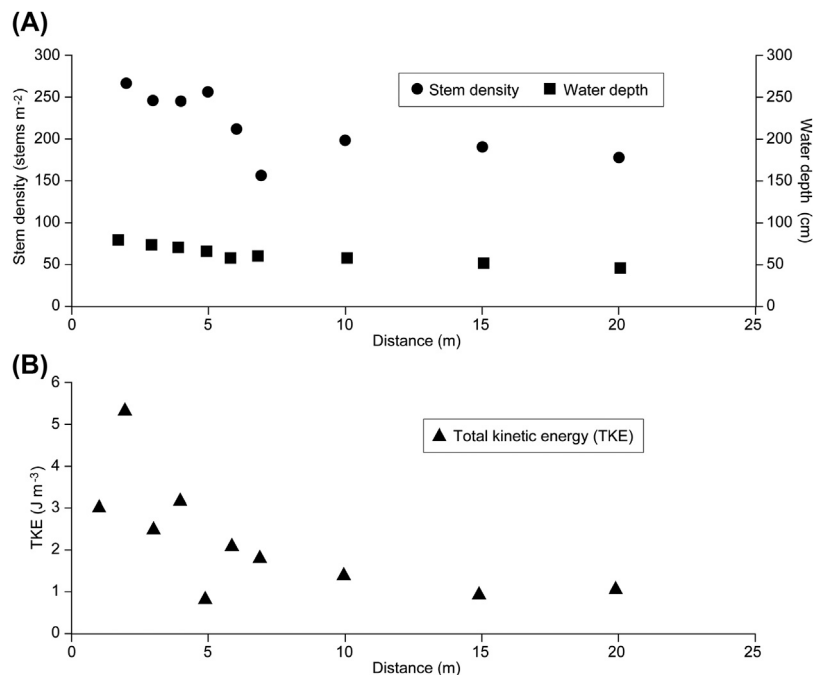 (A)
300
250
200
150
100
50
0
Stem density (stems m⁻²)
Stem density
Water depth
300
250
200
150
100
50
0
Water depth (cm)
0 5 10 15 20 25
Distance (m)
(B)
6
5
4
3
2
1
0
TKE (J m⁻³)
Total kinetic energy (TKE)
0 5 10 15 20 25
Distance (m)